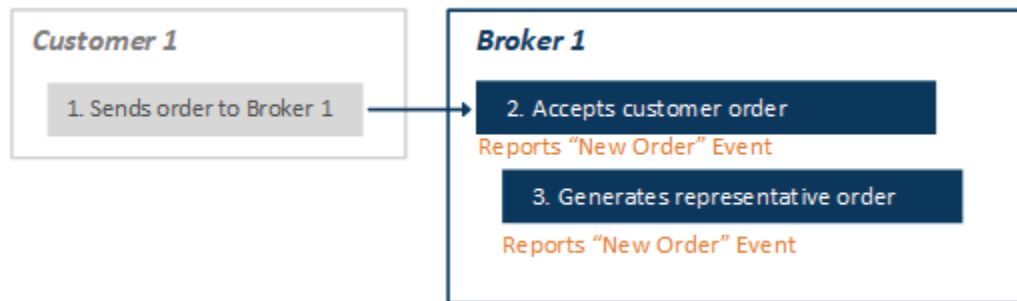 Customer 1
1. Sends order to Broker 1
Broker 1
2. Accepts customer order
Reports “New Order” Event
3. Generates representative order
Reports “New Order” Event